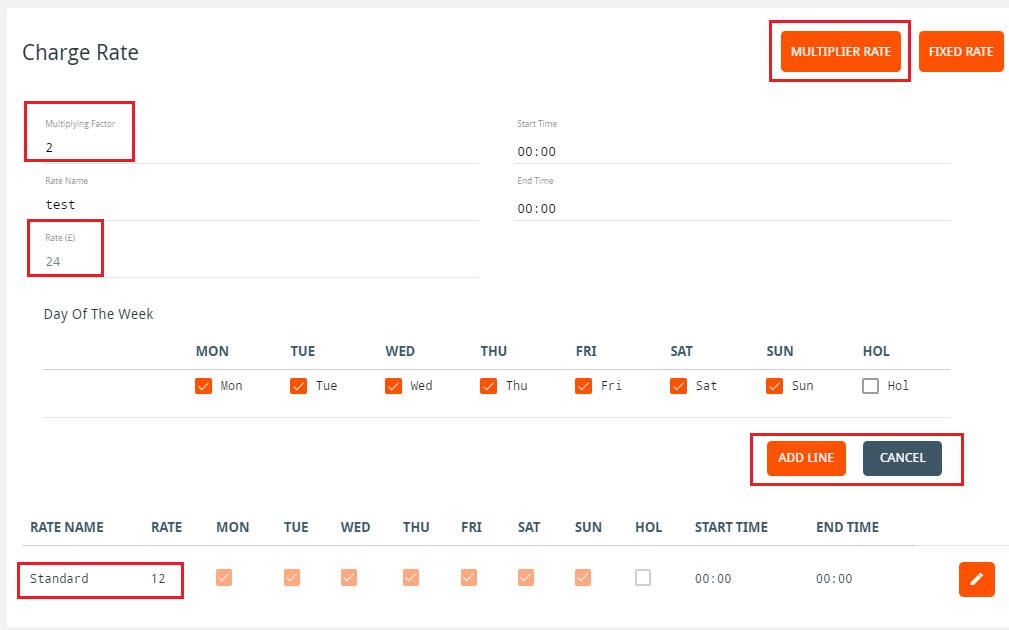 Charge Rate
MULTIPLIER RATE
FIXED RATE
Multiplying Factor
2
Start Time
00:00
Rate Name
test
End Time
00:00
Rate (£)
24
Day Of The Week
MON TUE WED THU FRI SAT SUN HOL
Mon Tue Wed Thu Fri Sat Sun Hol
ADD LINE CANCEL
RATE NAME RATE MON TUE WED THU FRI SAT SUN HOL START TIME END TIME
Standard 12 00:00 00:00